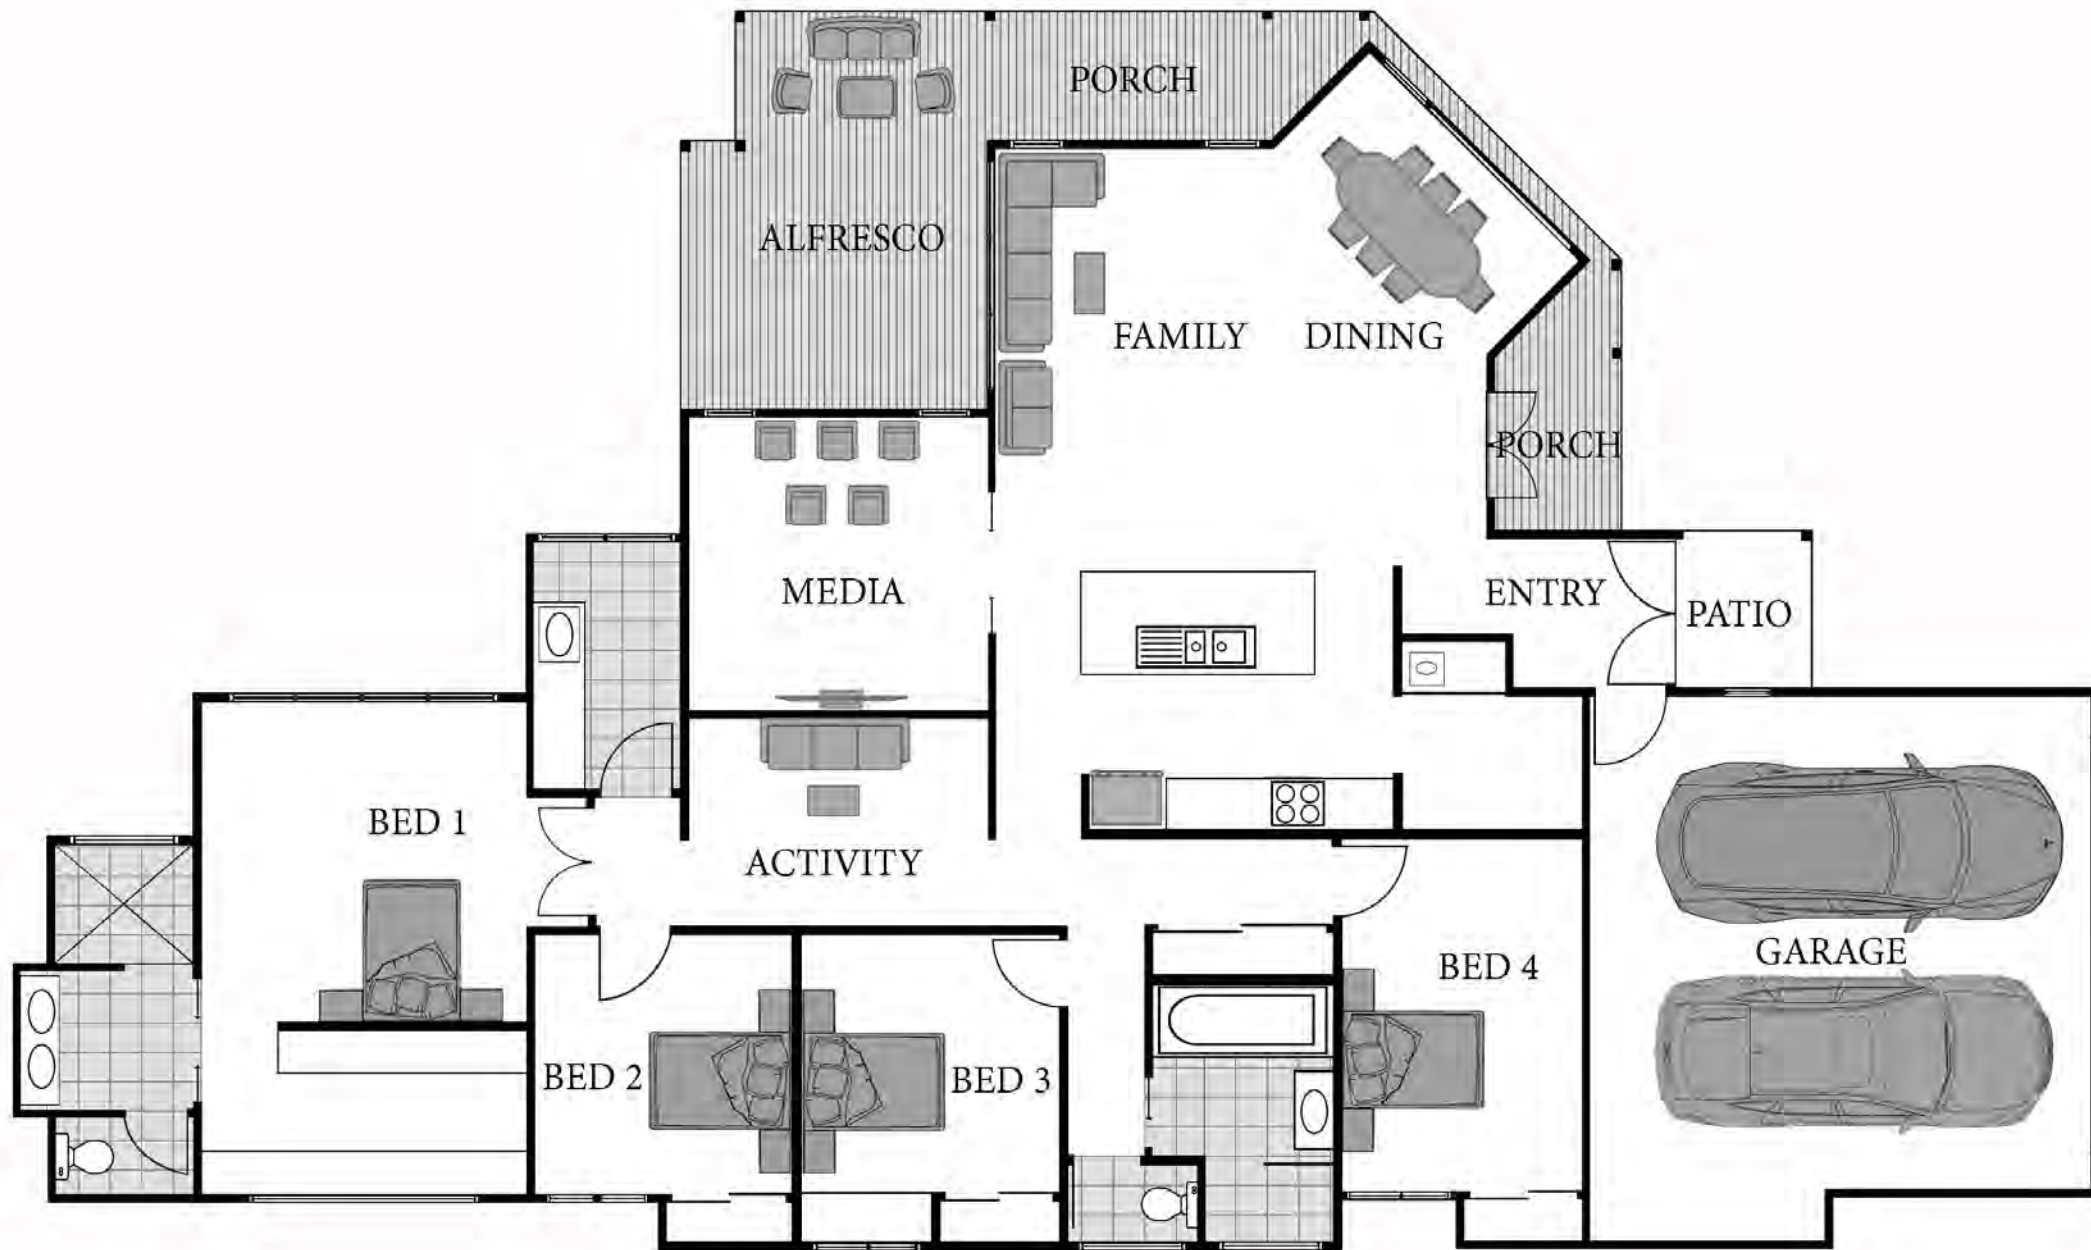 PORCH
ALFRESCO
FAMILY
DINING
PORCH
MEDIA
ENTRY
PATIO
BED 1
ACTIVITY
GARAGE
BED 4
BED 2
BED 3